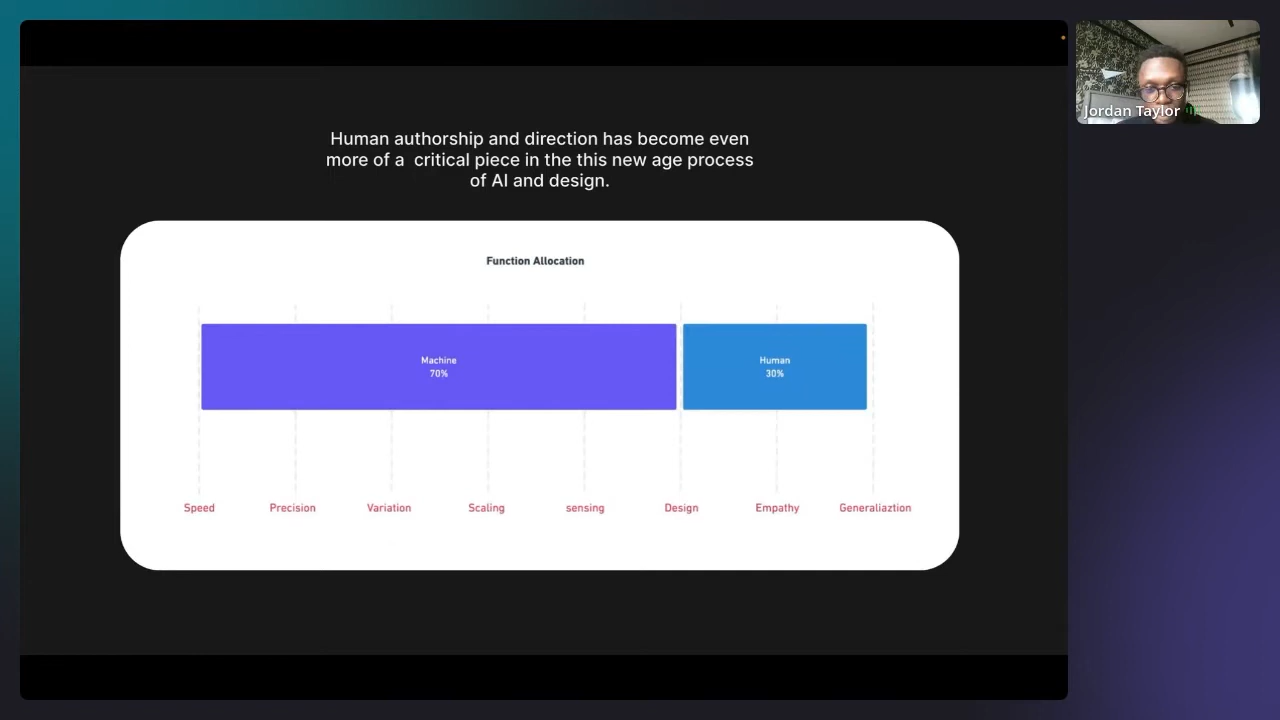 Human authorship and direction has become even
more of a critical piece in the this new age process
of AI and design.
Function Allocation
Machine
70%
Human
30%
Speed
Precision
Variation
Scaling
sensing
Design
Empathy
Generaliaztion
Jordan Taylor